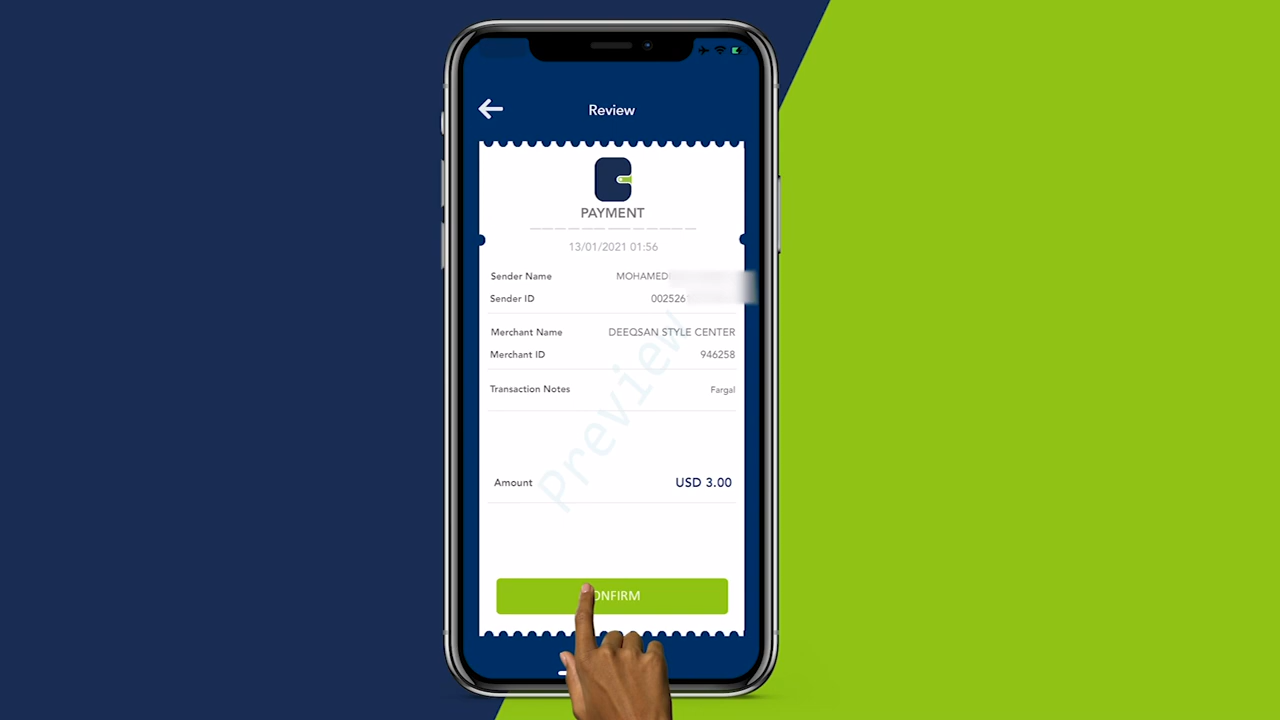 Review
PAYMENT
13/01/2021 01:56
Sender Name MOHAMED
Sender ID 002526
Merchant Name DEEQSAN STYLE CENTER
Merchant ID 946258
Transaction Notes Fargal
Preview
Amount USD 3.00
CONFIRM